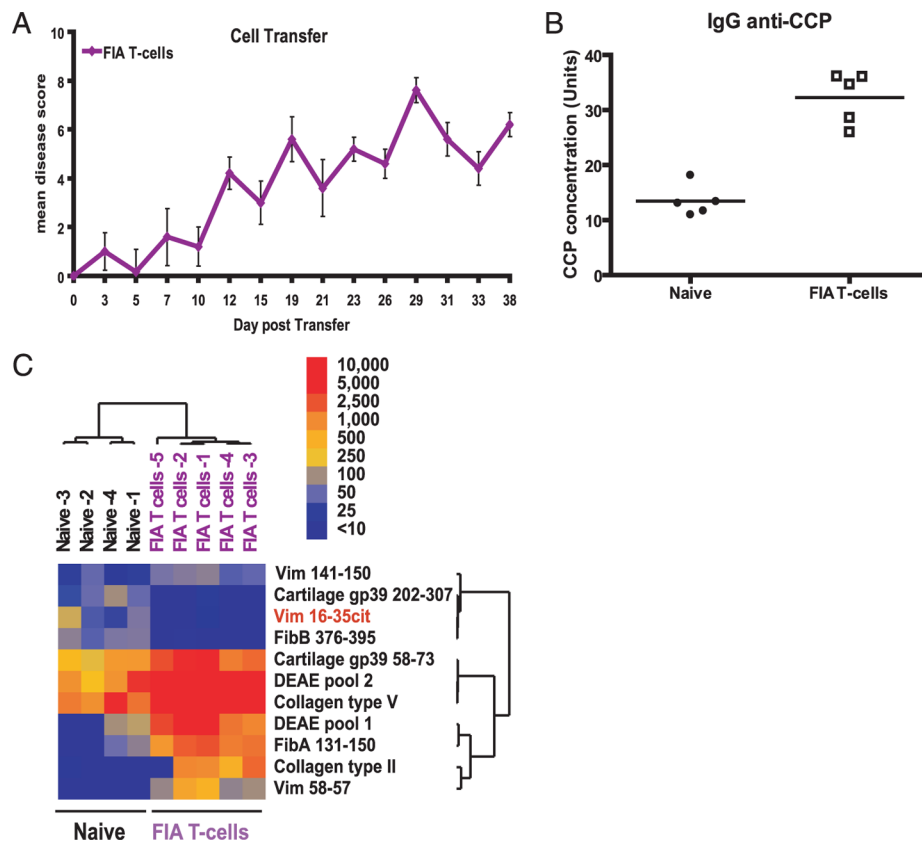 A
Cell Transfer
FIA T-cells
mean disease score
10
8
6
4
2
0
0 3 5 7 10 12 15 19 21 23 26 29 31 33 38
Day post Transfer
B
IgG anti-CCP
CCP concentration (Units)
40
30
20
10
0
Naive FIA T-cells
C
10,000
5,000
2,500
1,000
500
250
100
50
25
<10
Naive -3
Naive -2
Naive -4
Naive -1
FIA T cells -5
FIA T cells -2
FIA T cells -1
FIA T cells -4
FIA T cells -3
Vim 141-150
Cartilage gp39 202-307
Vim 16-35cit
FibB 376-395
Cartilage gp39 58-73
DEAE pool 2
Collagen type V
DEAE pool 1
FibA 131-150
Collagen type II
Vim 58-57
Naive FIA T-cells